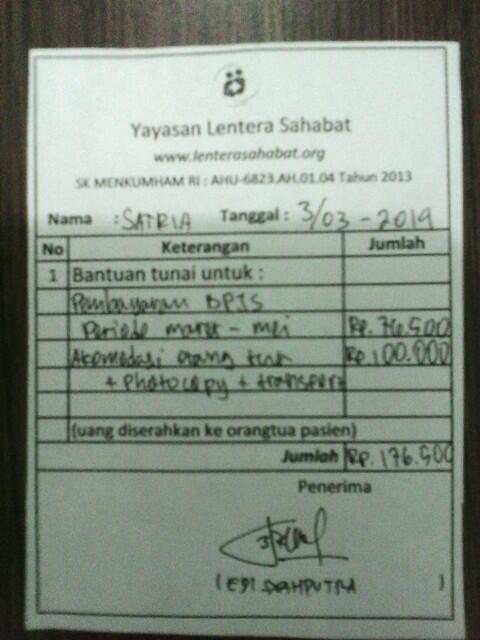 Yayasan Lentera Sahabat
www.lenterasahabat.org
SK MENKUMHAM RI : AHU-6823.AH.01.04 Tahun 2013
Nama : SATRIA Tanggal : 3/03 - 2019
No Keterangan Jumlah
1 Bantuan tunai untuk :
Pembayaran BPJS
Periode maret - mei Rp. 76.500
Akomodasi orang tua Rp. 100.000
+ Photocopy + transport
(uang diserahkan ke orangtua pasien)
Jumlah Rp. 176.500
Penerima
(EDI )